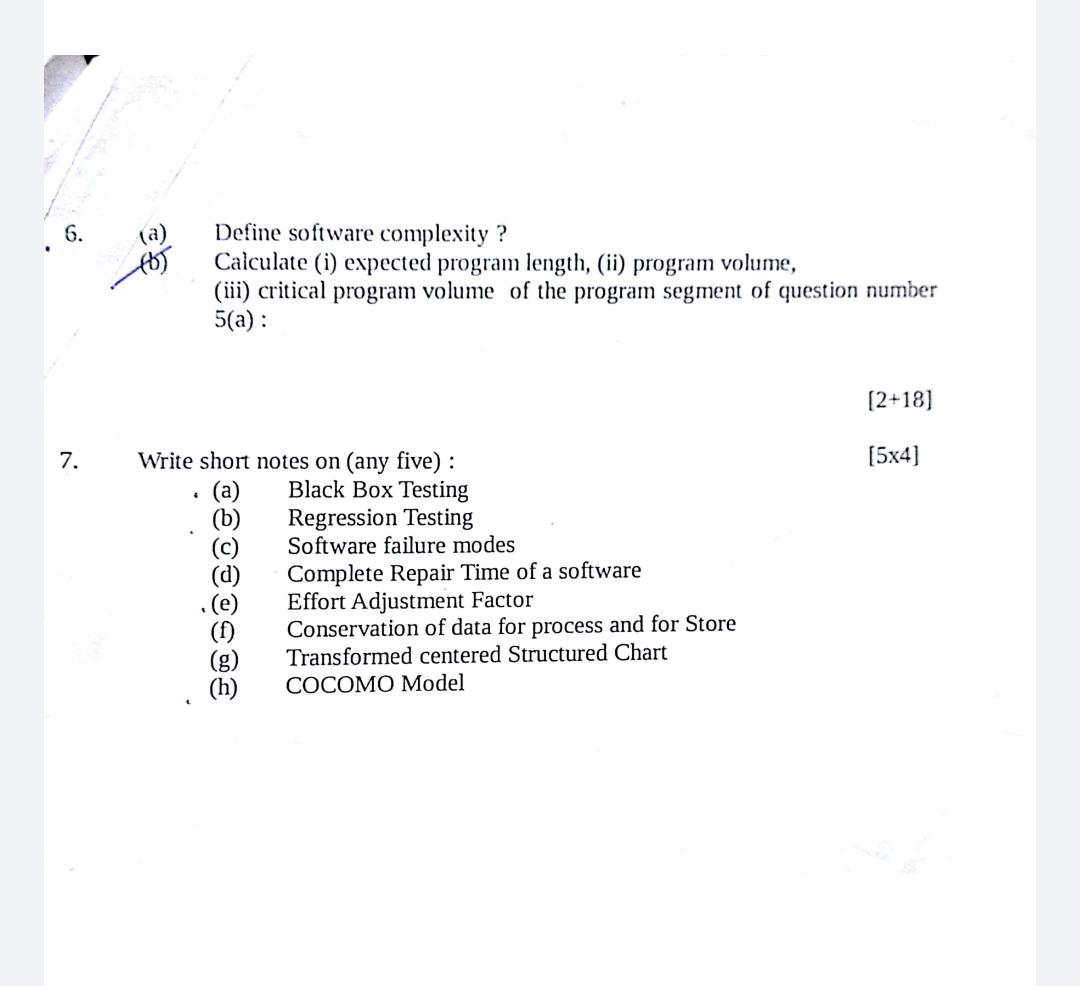 6. (a) Define software complexity ?
(b) Calculate (i) expected program length, (ii) program volume,
(iii) critical program volume of the program segment of question number
5(a) :
[2+18]
7. Write short notes on (any five) : [5x4]
(a) Black Box Testing
(b) Regression Testing
(c) Software failure modes
(d) Complete Repair Time of a software
(e) Effort Adjustment Factor
(f) Conservation of data for process and for Store
(g) Transformed centered Structured Chart
(h) COCOMO Model